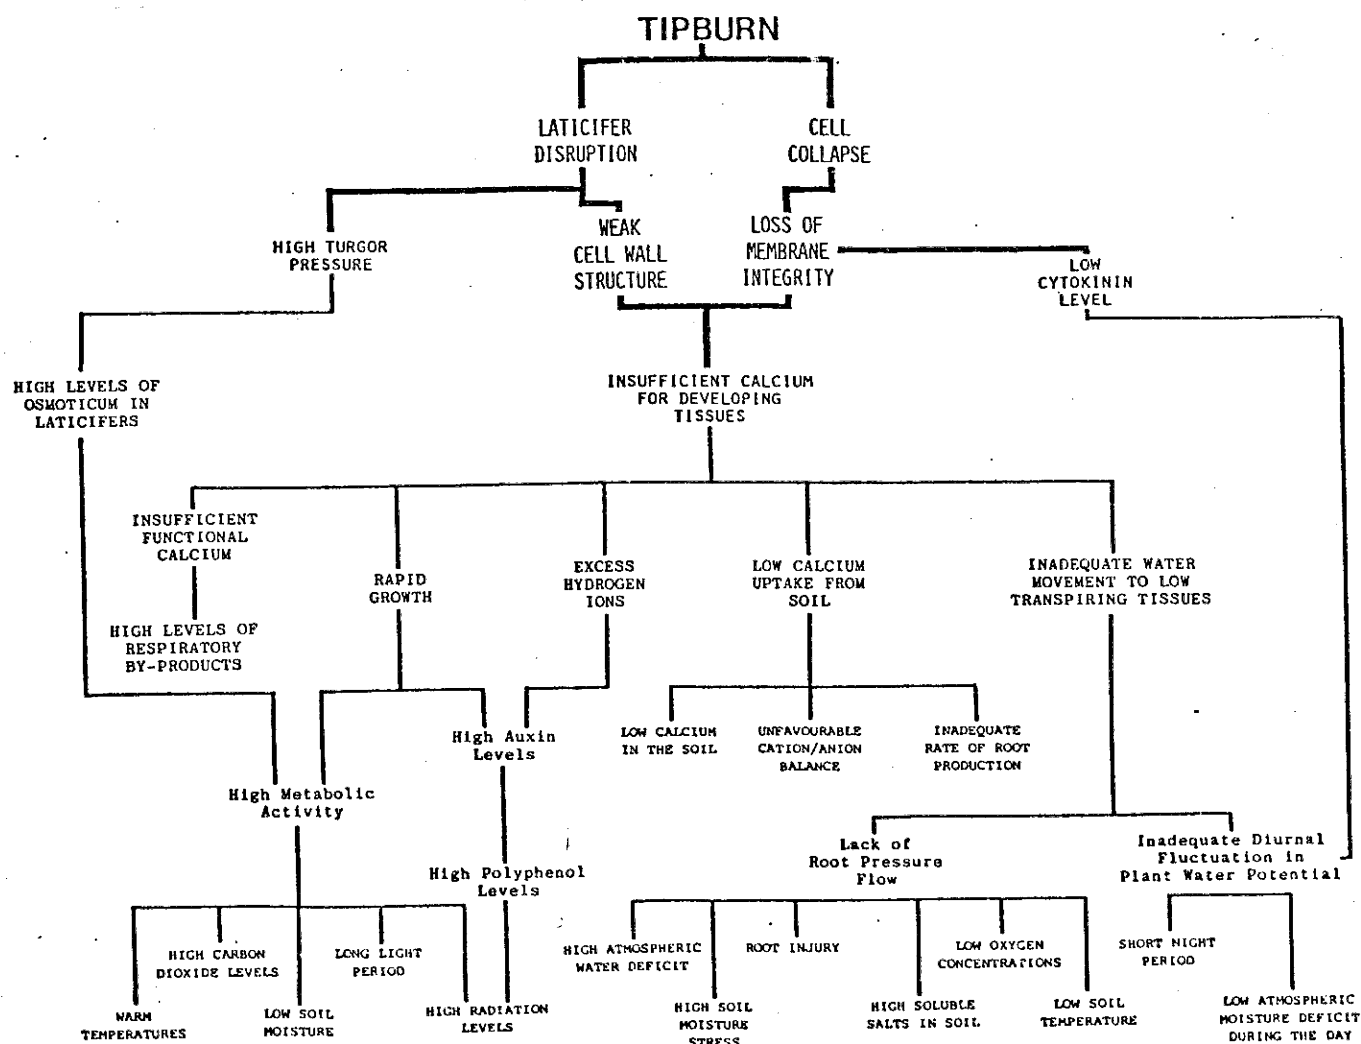 TIPBURN
LATICIFER
DISRUPTION
CELL
COLLAPSE
HIGH TURGOR
PRESSURE
WEAK
CELL WALL
STRUCTURE
LOSS OF
MEMBRANE
INTEGRITY
LOW
CYTOKININ
LEVEL
HIGH LEVELS OF
OSMOTICUM IN
LATICIFERS
INSUFFICIENT CALCIUM
FOR DEVELOPING
TISSUES
INSUFFICIENT
FUNCTIONAL
CALCIUM
RAPID
GROWTH
EXCESS
HYDROGEN
IONS
LOW CALCIUM
UPTAKE FROM
SOIL
INADEQUATE WATER
MOVEMENT TO LOW
TRANSPIRING TISSUES
HIGH LEVELS OF
RESPIRATORY
BY-PRODUCTS
High Auxin
Levels
LOW CALCIUM
IN THE SOIL
UNFAVOURABLE
CATION/ANION
BALANCE
INADEQUATE
RATE OF ROOT
PRODUCTION
High Metabolic
Activity
High Polyphenol
Levels
Lack of
Root Pressure
Flow
Inadequate Diurnal
Fluctuation in
Plant Water Potential
WARM
TEMPERATURES
HIGH CARBON
DIOXIDE LEVELS
LOW SOIL
MOISTURE
LONG LIGHT
PERIOD
HIGH RADIATION
LEVELS
HIGH ATMOSPHERIC
WATER DEFICIT
HIGH SOIL
MOISTURE
STRESS
ROOT INJURY
HIGH SOLUBLE
SALTS IN SOIL
LOW OXYGEN
CONCENTRATIONS
LOW SOIL
TEMPERATURE
SHORT NIGHT
PERIOD
LOW ATMOSPHERIC
MOISTURE DEFICIT
DURING THE DAY